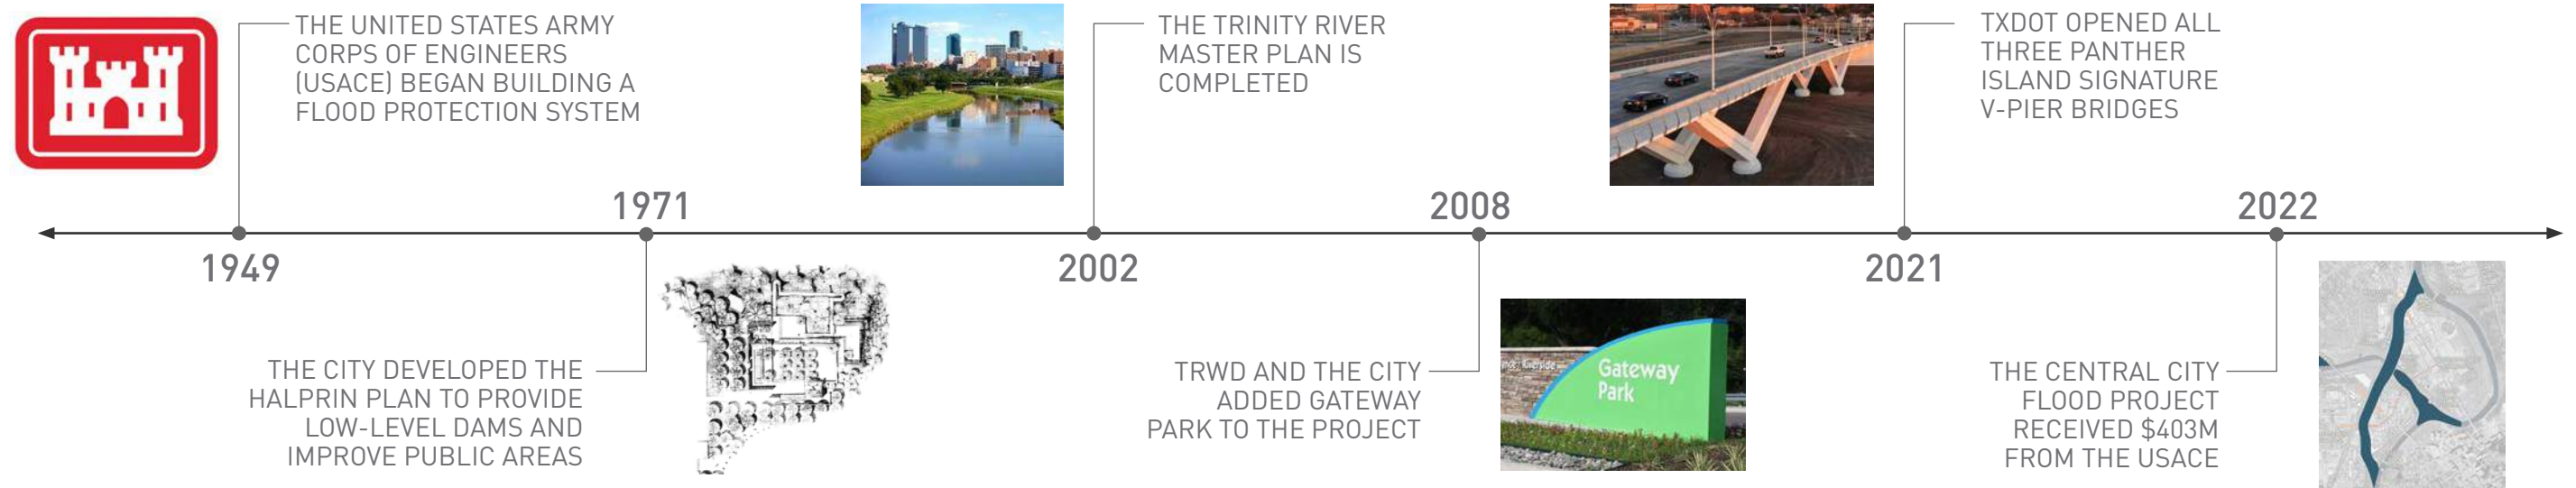 THE UNITED STATES ARMY
CORPS OF ENGINEERS
(USACE) BEGAN BUILDING A
FLOOD PROTECTION SYSTEM
1949
1971
THE CITY DEVELOPED THE
HALPRIN PLAN TO PROVIDE
LOW-LEVEL DAMS AND
IMPROVE PUBLIC AREAS
THE TRINITY RIVER
MASTER PLAN IS
COMPLETED
2002
2008
TRWD AND THE CITY
ADDED GATEWAY
PARK TO THE PROJECT
Gateway
Park
TXDOT OPENED ALL
THREE PANTHER
ISLAND SIGNATURE
V-PIER BRIDGES
2021
2022
THE CENTRAL CITY
FLOOD PROJECT
RECEIVED $403M
FROM THE USACE